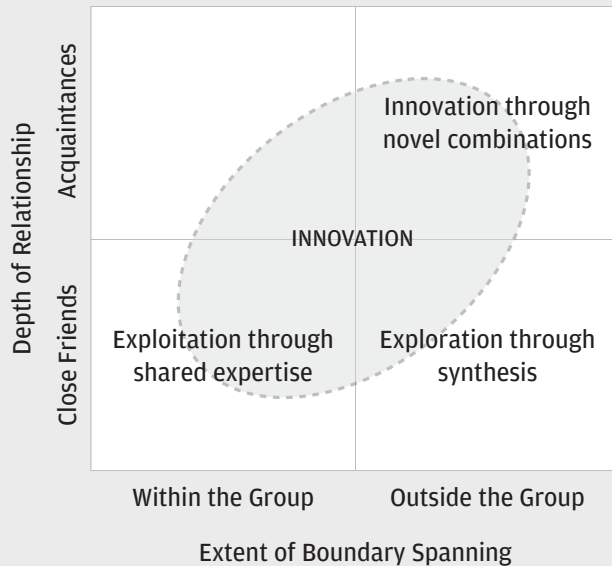 Depth of Relationship
Acquaintances
Close Friends
Innovation through
novel combinations
INNOVATION
Exploitation through
shared expertise
Exploration through
synthesis
Within the Group
Outside the Group
Extent of Boundary Spanning